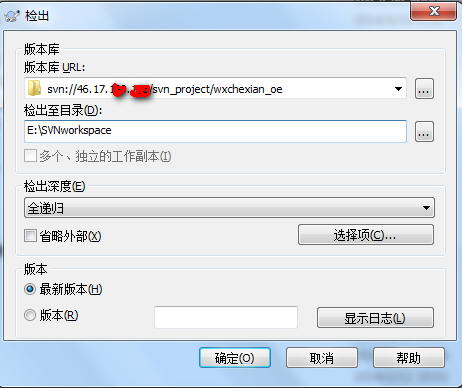 检出
版本库
版本库 URL:
svn://46.17.1 /svn_project/wxchexian_oe
...
检出至目录(D):
E:\SVNworkspace
...
多个、独立的工作副本(I)
检出深度(E)
全递归
省略外部(X)
选择项(C)...
版本
最新版本(H)
版本(R)
显示日志(L)
确定(O) 取消 帮助